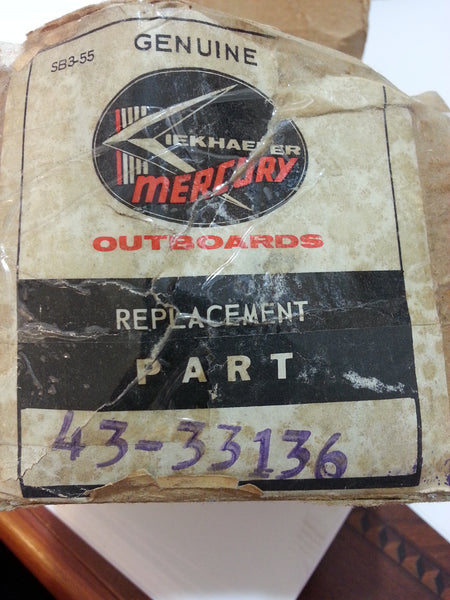 SB3-55
GENUINE
KIEKHAEFER
MERCURY
OUTBOARDS
REPLACEMENT
PART
43-33136